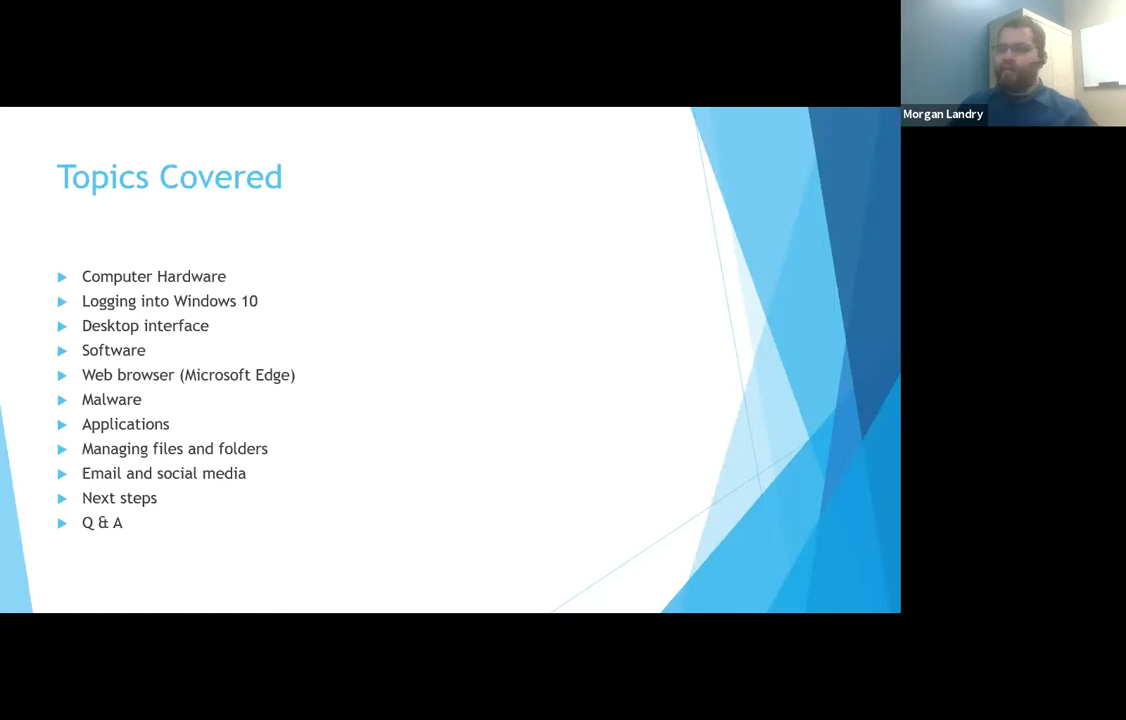 Morgan Landry
Topics Covered
Computer Hardware
Logging into Windows 10
Desktop interface
Software
Web browser (Microsoft Edge)
Malware
Applications
Managing files and folders
Email and social media
Next steps
Q & A